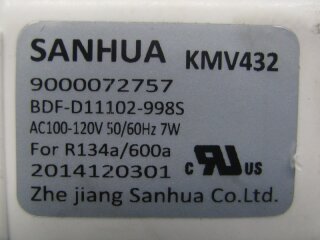 SANHUA KMV432
9000072757
BDF-D11102-998S
AC100-120V 50/60Hz 7W
For R134a/600a
2014120301 c RU US
Zhe jiang Sanhua Co.Ltd.